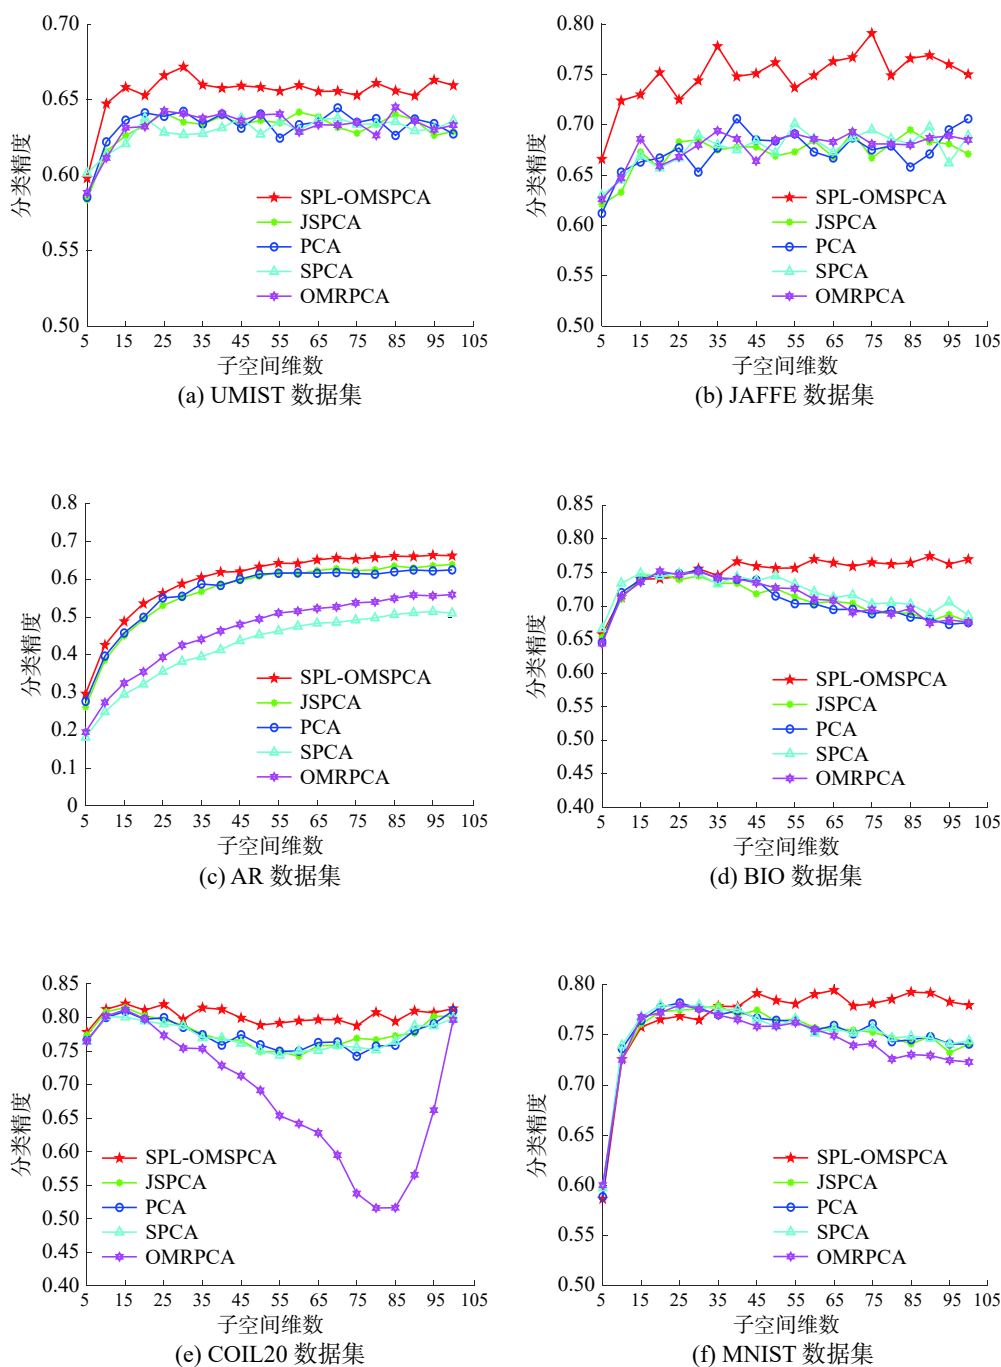 0.70
0.65
0.60
0.55
0.50
分类精度
SPL-OMSPCA
JSPCA
PCA
SPCA
OMRPCA
5 15 25 35 45 55 65 75 85 95 105
子空间维数
(a) UMIST 数据集
0.80
0.75
0.70
0.65
0.60
0.55
0.50
分类精度
SPL-OMSPCA
JSPCA
PCA
SPCA
OMRPCA
5 15 25 35 45 55 65 75 85 95 105
子空间维数
(b) JAFFE 数据集
0.8
0.7
0.6
0.5
0.4
0.3
0.2
0.1
0
分类精度
SPL-OMSPCA
JSPCA
PCA
SPCA
OMRPCA
5 15 25 35 45 55 65 75 85 95 105
子空间维数
(c) AR 数据集
0.85
0.80
0.75
0.70
0.65
0.60
0.55
0.50
0.45
0.40
分类精度
SPL-OMSPCA
JSPCA
PCA
SPCA
OMRPCA
5 15 25 35 45 55 65 75 85 95 105
子空间维数
(d) BIO 数据集
0.85
0.80
0.75
0.70
0.65
0.60
0.55
0.50
0.45
0.40
分类精度
SPL-OMSPCA
JSPCA
PCA
SPCA
OMRPCA
5 15 25 35 45 55 65 75 85 95 105
子空间维数
(e) COIL20 数据集
0.80
0.75
0.70
0.65
0.60
0.55
0.50
分类精度
SPL-OMSPCA
JSPCA
PCA
SPCA
OMRPCA
5 15 25 35 45 55 65 75 85 95 105
子空间维数
(f) MNIST 数据集